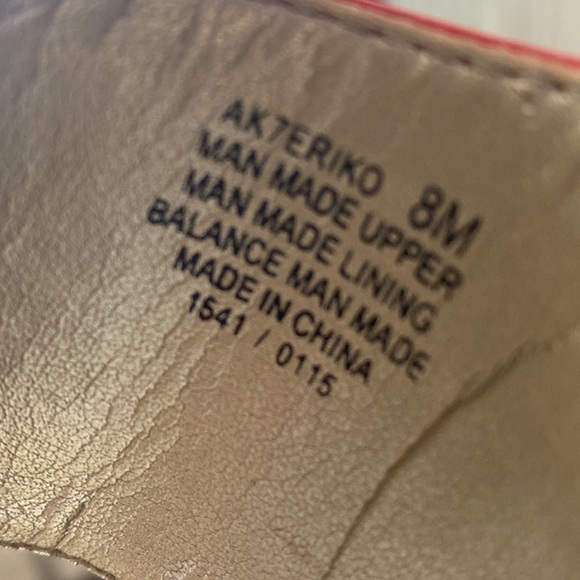 AK7ERIKO 8M
MAN MADE UPPER
MAN MADE LINING
BALANCE MAN MADE
MADE IN CHINA
1541 / 0115